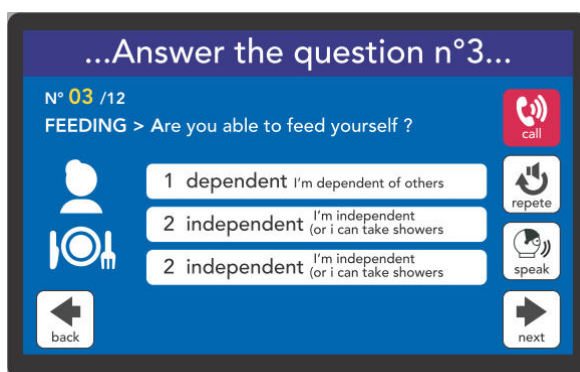 ...Answer the question n°3...
N° 03 /12
FEEDING > Are you able to feed yourself ?
call
1 dependent I'm dependent of others
repete
2 independent I'm independent
(or i can take showers
speak
2 independent I'm independent
(or i can take showers
back
next